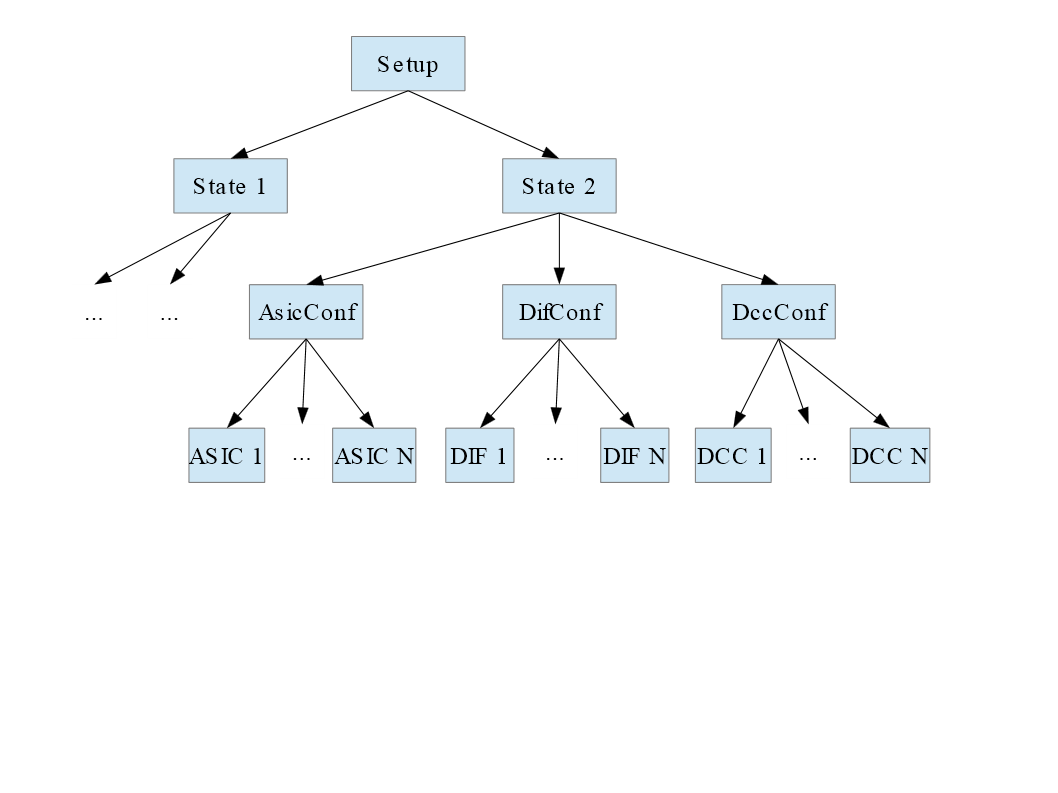 Setup
State 1
State 2
... ...
AsicConf
DifConf
DccConf
ASIC 1
...
ASIC N
DIF 1
...
DIF N
DCC 1
...
DCC N